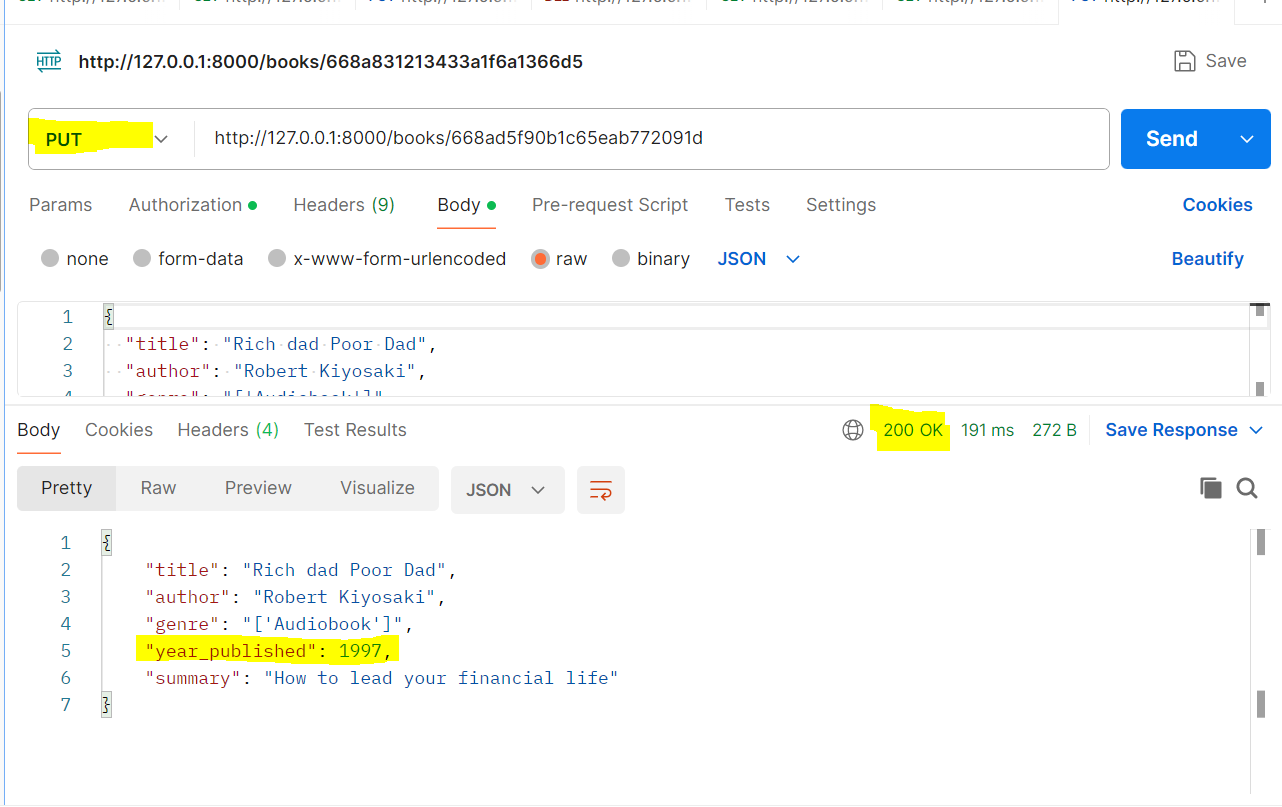 HTTP http://127.0.0.1:8000/books/668a831213433a1f6a1366d5 Save
PUT http://127.0.0.1:8000/books/668ad5f90b1c65eab772091d Send
Params Authorization Headers (9) Body Pre-request Script Tests Settings Cookies
none form-data x-www-form-urlencoded raw binary JSON Beautify
1 {
2 "title": "Rich dad Poor Dad",
3 "author": "Robert Kiyosaki",
4 "genre": "['Audiobook']"
Body Cookies Headers (4) Test Results 200 OK 191 ms 272 B Save Response
Pretty Raw Preview Visualize JSON
1 {
2 "title": "Rich dad Poor Dad",
3 "author": "Robert Kiyosaki",
4 "genre": "['Audiobook']",
5 "year_published": 1997,
6 "summary": "How to lead your financial life"
7 }